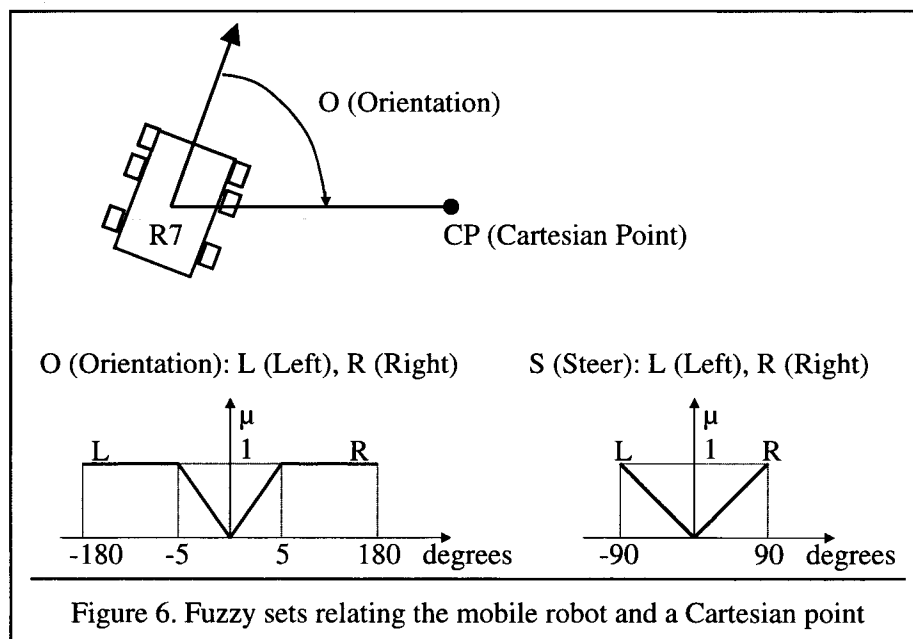 O (Orientation)
R7
CP (Cartesian Point)
O (Orientation): L (Left), R (Right)
S (Steer): L (Left), R (Right)
μ
L 1 R
-180 -5 5 180 degrees
μ
L 1 R
-90 90 degrees
Figure 6. Fuzzy sets relating the mobile robot and a Cartesian point